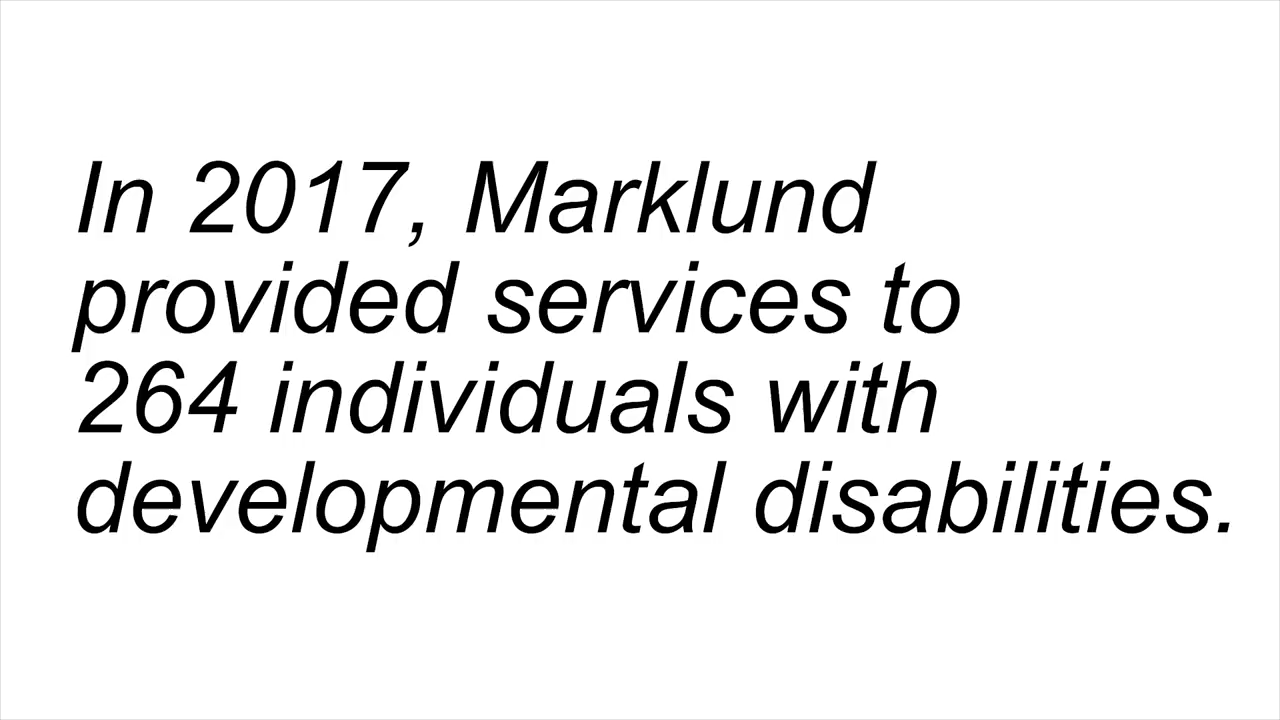 In 2017, Marklund
provided services to
264 individuals with
developmental disabilities.